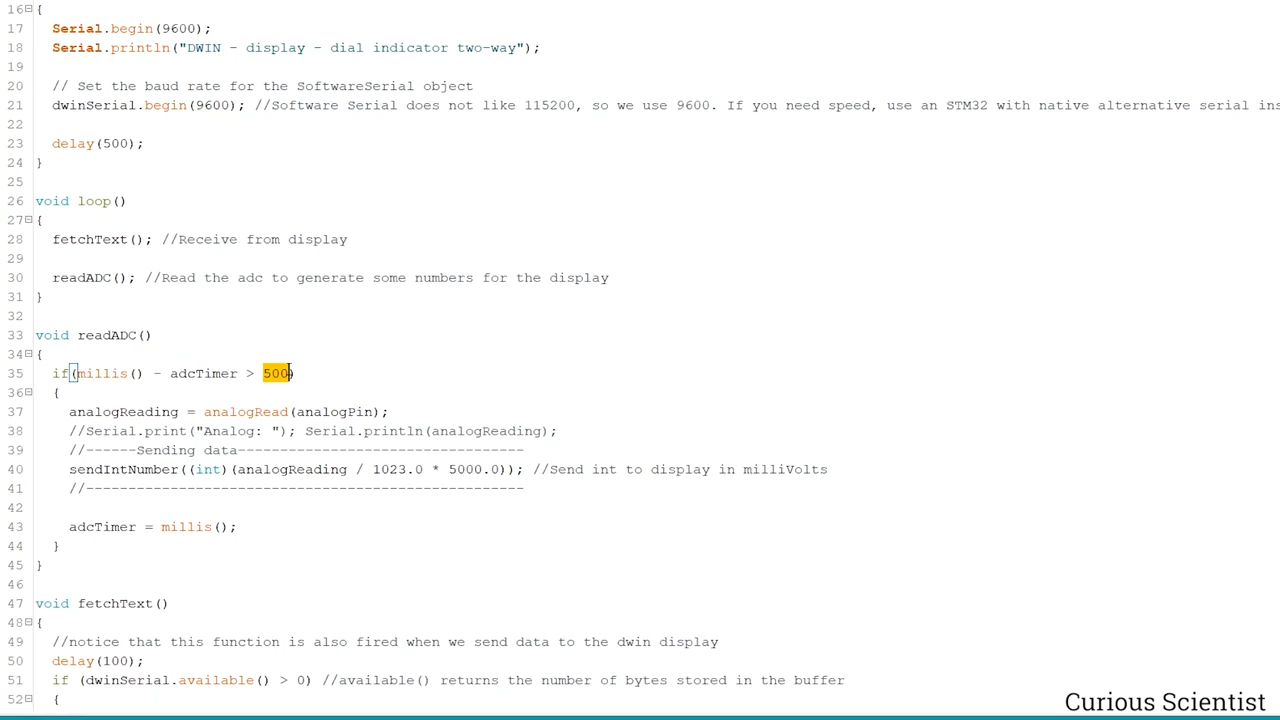 16 {
17 Serial.begin(9600);
18 Serial.println("DWIN - display - dial indicator two-way");
19
20 // Set the baud rate for the SoftwareSerial object
21 dwinSerial.begin(9600); //Software Serial does not like 115200, so we use 9600. If you need speed, use an STM32 with native alternative serial ins
22
23 delay(500);
24 }
25
26 void loop()
27 {
28 fetchText(); //Receive from display
29
30 readADC(); //Read the adc to generate some numbers for the display
31 }
32
33 void readADC()
34 {
35 if(millis() - adcTimer > 500)
36 {
37 analogReading = analogRead(analogPin);
38 //Serial.print("Analog: "); Serial.println(analogReading);
39 //------Sending data----------------------------------
40 sendIntNumber((int)(analogReading / 1023.0 * 5000.0)); //Send int to display in milliVolts
41 //----------------------------------------------------
42
43 adcTimer = millis();
44 }
45 }
46
47 void fetchText()
48 {
49 //notice that this function is also fired when we send data to the dwin display
50 delay(100);
51 if (dwinSerial.available() > 0) //available() returns the number of bytes stored in the buffer
52 {
Curious Scientist